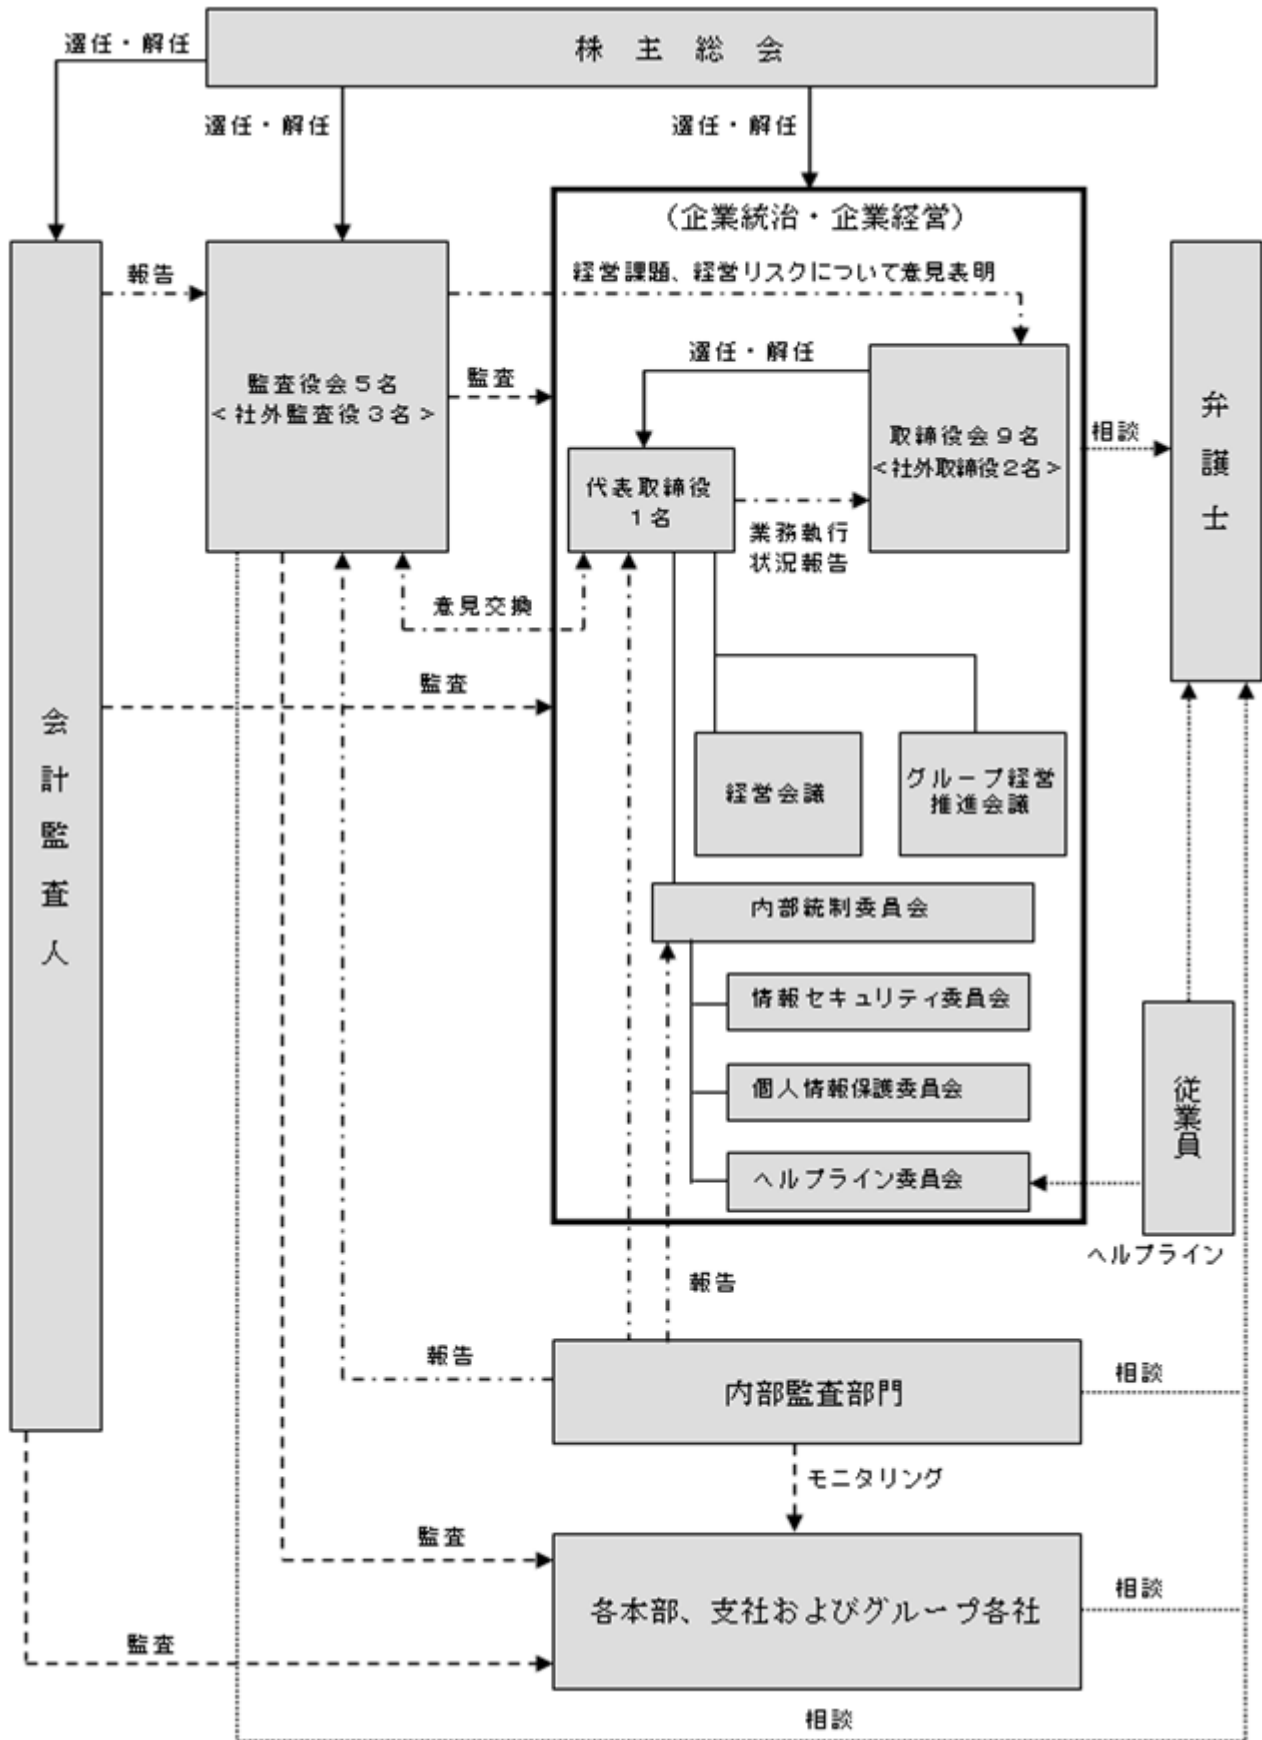 株主総会
選任・解任
選任・解任
選任・解任
(企業統治・企業経営)
報告
経営課題、経営リスクについて意見表明
選任・解任
監査役会5名
<社外監査役3名>
監査
取締役会9名
<社外取締役2名>
相談
弁護士
代表取締役
1名
業務執行
状況報告
意見交換
監査
会計監査人
経営会議
グループ経営
推進会議
内部統制委員会
情報セキュリティ委員会
個人情報保護委員会
従業員
ヘルプライン委員会
ヘルプライン
報告
報告
内部監査部門
相談
モニタリング
監査
各本部、支社およびグループ各社
相談
監査
相談